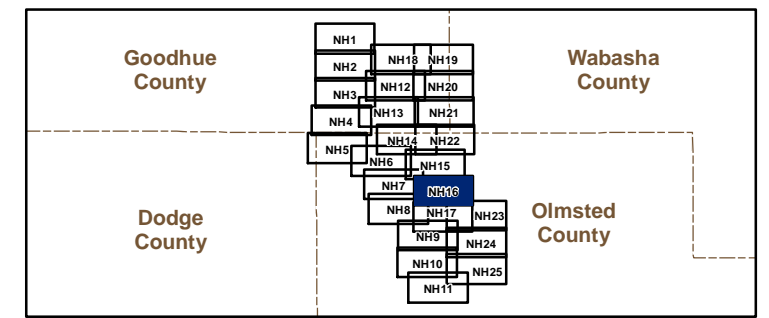 NH1
Goodhue
County
NH18
NH19
Wabasha
County
NH2
NH12
NH20
NH3
NH13
NH21
NH4
NH14
NH22
NH5
NH6
NH15
NH7
NH16
Dodge
County
NH8
NH17
NH23
Olmsted
County
NH9
NH24
NH10
NH25
NH11